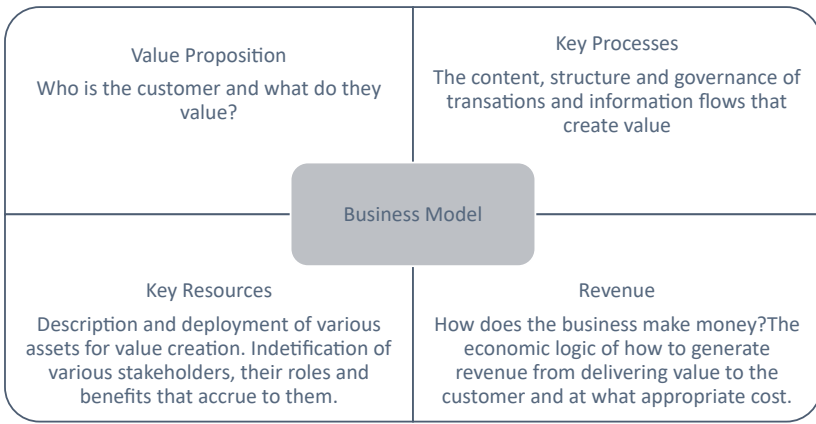 Value Proposition
Who is the customer and what do they
value?
Key Processes
The content, structure and governance of
transations and information flows that
create value
Business Model
Key Resources
Description and deployment of various
assets for value creation. Indetification of
various stakeholders, their roles and
benefits that accrue to them.
Revenue
How does the business make money?The
economic logic of how to generate
revenue from delivering value to the
customer and at what appropriate cost.